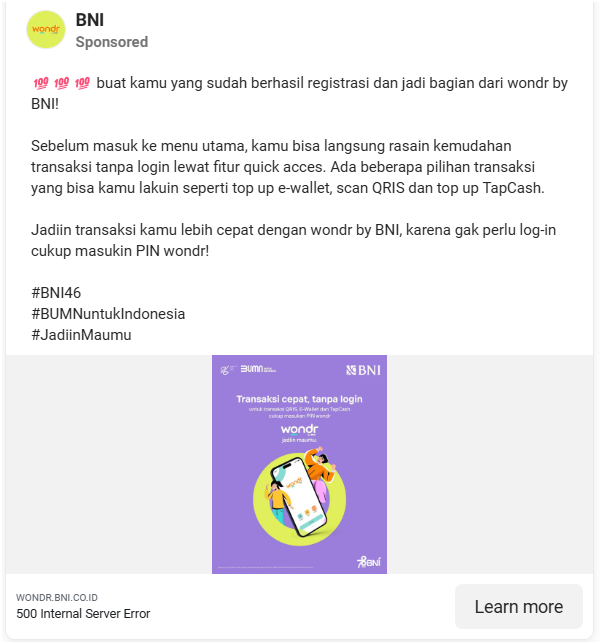 wondr
BNI
Sponsored
💯 💯 💯 buat kamu yang sudah berhasil registrasi dan jadi bagian dari wondr by
BNI!
Sebelum masuk ke menu utama, kamu bisa langsung rasain kemudahan
transaksi tanpa login lewat fitur quick acces. Ada beberapa pilihan transaksi
yang bisa kamu lakuin seperti top up e-wallet, scan QRIS dan top up TapCash.
Jadiin transaksi kamu lebih cepat dengan wondr by BNI, karena gak perlu log-in
cukup masukin PIN wondr!
#BNI46
#BUMNuntukIndonesia
#JadiinMaumu
BUMN
BNI
Transaksi cepat, tanpa login
untuk transaksi QRIS, E-Wallet dan TapCash
cukup masukan PIN wondr
wondr
jadiin maumu.
wondr
BNI
WONDR.BNI.CO.ID
500 Internal Server Error
Learn more